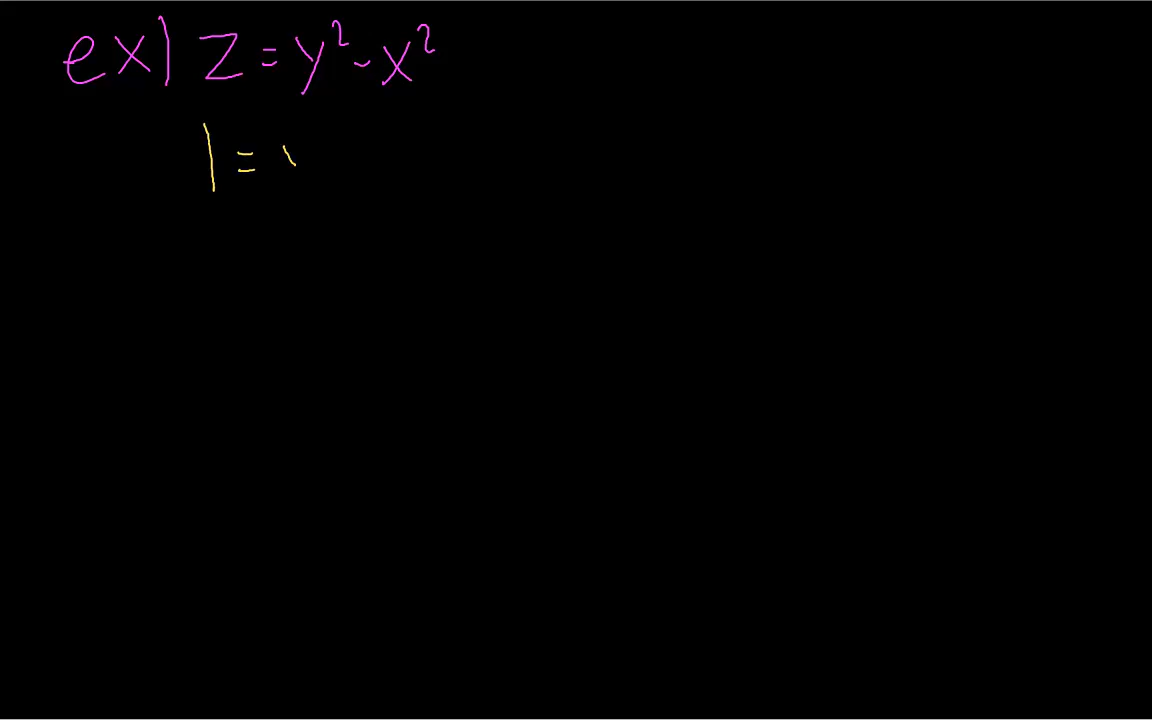 ex) z = y² - x²
1 =